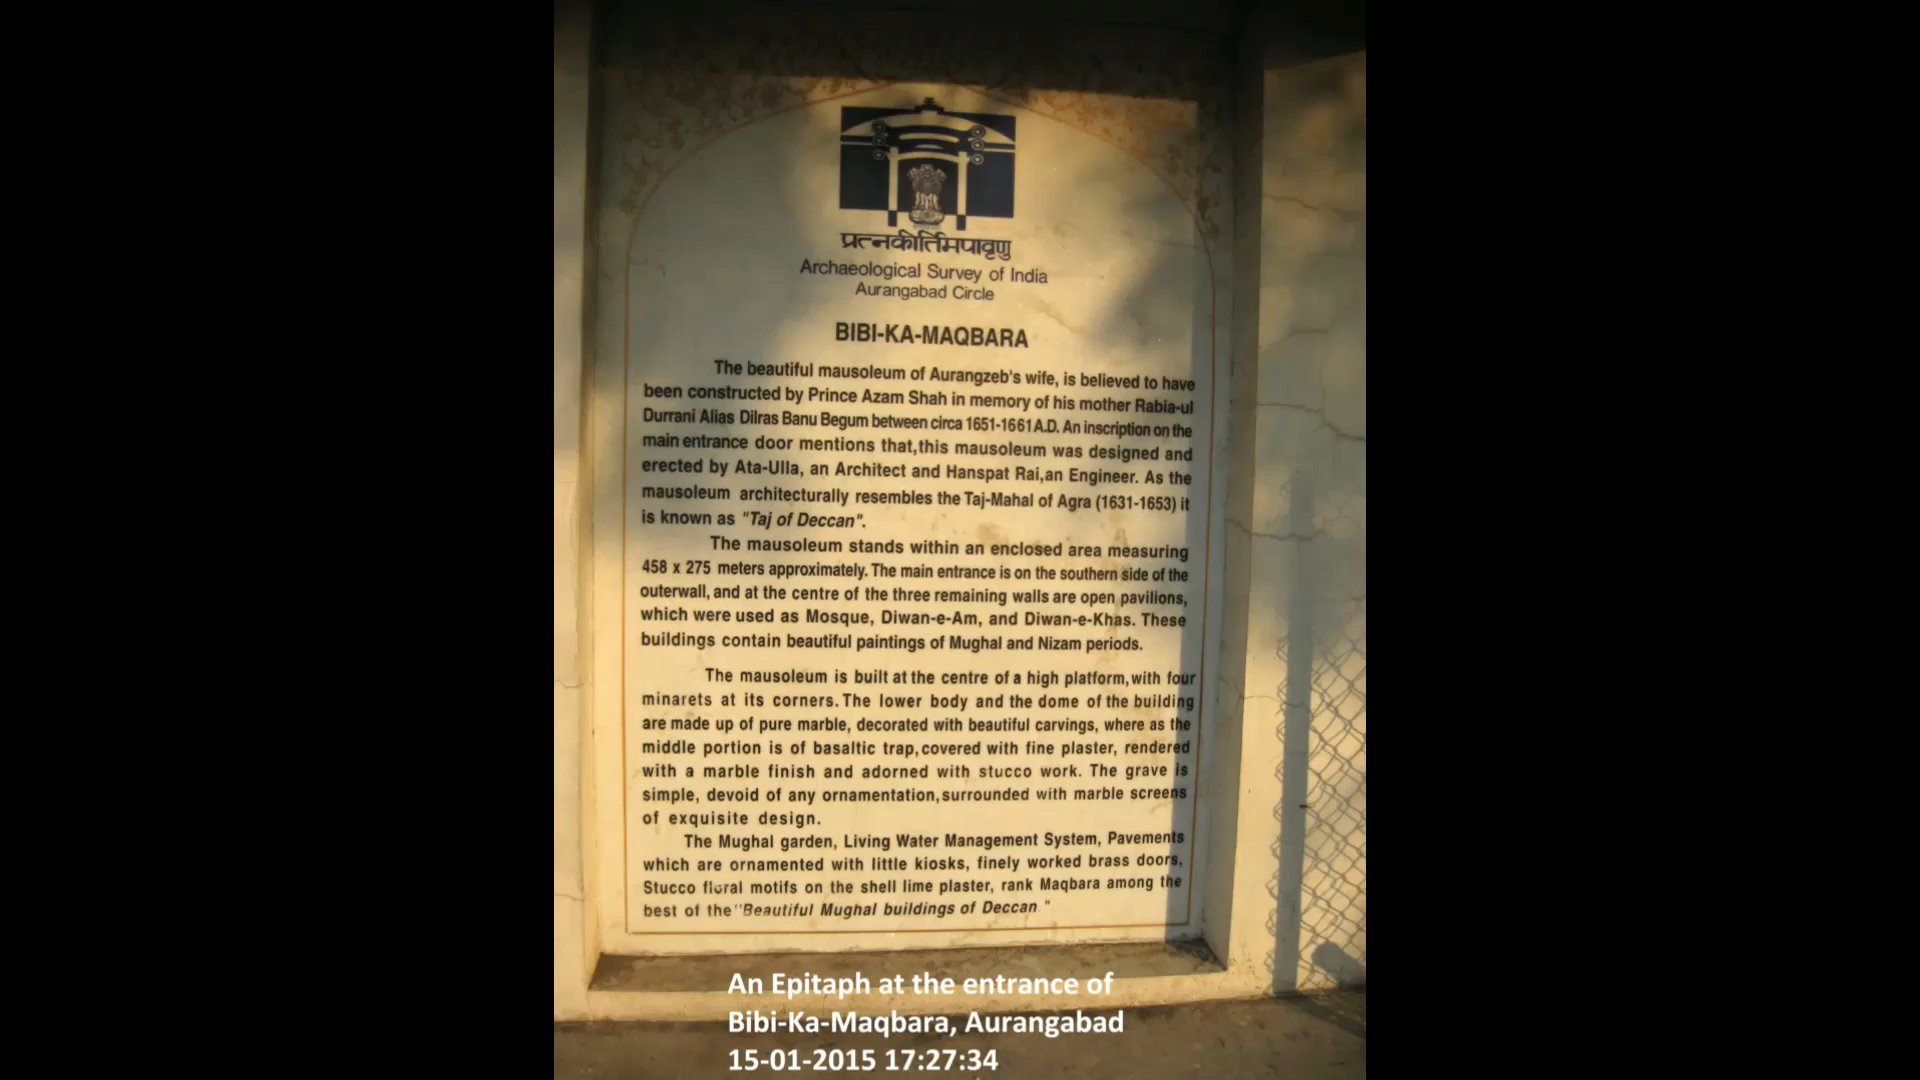 प्रत्नकीर्तिमपावृणु
Archaeological Survey of India
Aurangabad Circle
BIBI-KA-MAQBARA
The beautiful mausoleum of Aurangzeb's wife, is believed to have
been constructed by Prince Azam Shah in memory of his mother Rabia-ul
Durrani Alias Dilras Banu Begum between circa 1651-1661 A.D. An inscription on the
main entrance door mentions that, this mausoleum was designed and
erected by Ata-Ulla, an Architect and Hanspat Rai, an Engineer. As the
mausoleum architecturally resembles the Taj-Mahal of Agra (1631-1653) it
is known as "Taj of Deccan".
The mausoleum stands within an enclosed area measuring
458 x 275 meters approximately. The main entrance is on the southern side of the
outerwall, and at the centre of the three remaining walls are open pavilions,
which were used as Mosque, Diwan-e-Am, and Diwan-e-Khas. These
buildings contain beautiful paintings of Mughal and Nizam periods.
The mausoleum is built at the centre of a high platform, with four
minarets at its corners. The lower body and the dome of the building
are made up of pure marble, decorated with beautiful carvings, where as the
middle portion is of basaltic trap, covered with fine plaster, rendered
with a marble finish and adorned with stucco work. The grave is
simple, devoid of any ornamentation, surrounded with marble screens
of exquisite design.
The Mughal garden, Living Water Management System, Pavements
which are ornamented with little kiosks, finely worked brass doors,
Stucco floral motifs on the shell lime plaster, rank Maqbara among the
best of the "Beautiful Mughal buildings of Deccan."
An Epitaph at the entrance of
Bibi-Ka-Maqbara, Aurangabad
15-01-2015 17:27:34